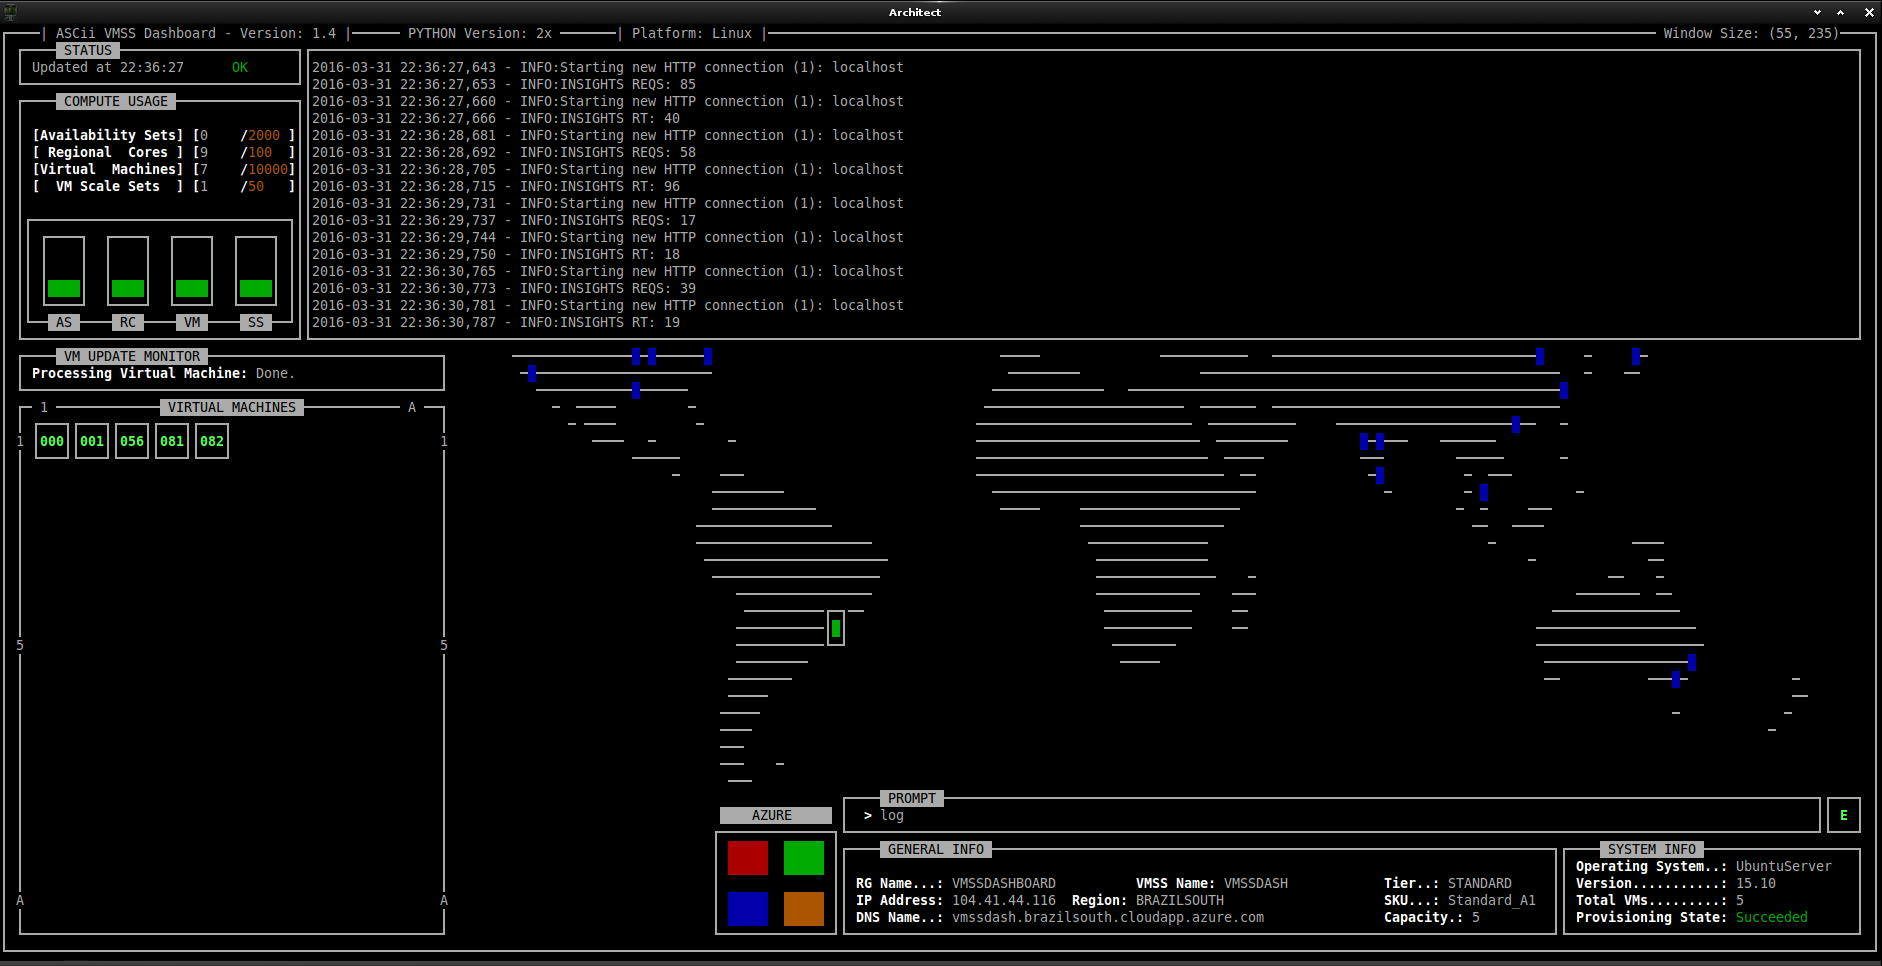 Architect
| ASCii VMSS Dashboard - Version: 1.4 | PYTHON Version: 2x | Platform: Linux | Window Size: (55, 235)
STATUS
Updated at 22:36:27 OK
COMPUTE USAGE
[Availability Sets] [0 /2000 ]
[ Regional Cores ] [9 /100 ]
[Virtual Machines] [7 /10000]
[ VM Scale Sets ] [1 /50 ]
AS RC VM SS
2016-03-31 22:36:27,643 - INFO:Starting new HTTP connection (1): localhost
2016-03-31 22:36:27,653 - INFO:INSIGHTS REQS: 85
2016-03-31 22:36:27,660 - INFO:Starting new HTTP connection (1): localhost
2016-03-31 22:36:27,666 - INFO:INSIGHTS RT: 40
2016-03-31 22:36:28,681 - INFO:Starting new HTTP connection (1): localhost
2016-03-31 22:36:28,692 - INFO:INSIGHTS REQS: 58
2016-03-31 22:36:28,705 - INFO:Starting new HTTP connection (1): localhost
2016-03-31 22:36:28,715 - INFO:INSIGHTS RT: 96
2016-03-31 22:36:29,731 - INFO:Starting new HTTP connection (1): localhost
2016-03-31 22:36:29,737 - INFO:INSIGHTS REQS: 17
2016-03-31 22:36:29,744 - INFO:Starting new HTTP connection (1): localhost
2016-03-31 22:36:29,750 - INFO:INSIGHTS RT: 18
2016-03-31 22:36:30,765 - INFO:Starting new HTTP connection (1): localhost
2016-03-31 22:36:30,773 - INFO:INSIGHTS REQS: 39
2016-03-31 22:36:30,781 - INFO:Starting new HTTP connection (1): localhost
2016-03-31 22:36:30,787 - INFO:INSIGHTS RT: 19
VM UPDATE MONITOR
Processing Virtual Machine: Done.
1 VIRTUAL MACHINES A
1 000 001 056 081 082 1
5 5
A A
AZURE
PROMPT
> log
E
GENERAL INFO
RG Name...: VMSSDASHBOARD VMSS Name: VMSSDASH Tier..: STANDARD
IP Address: 104.41.44.116 Region: BRAZILSOUTH SKU...: Standard_A1
DNS Name..: vmssdash.brazilsouth.cloudapp.azure.com Capacity.: 5
SYSTEM INFO
Operating System..: UbuntuServer
Version...........: 15.10
Total VMs.........: 5
Provisioning State: Succeeded